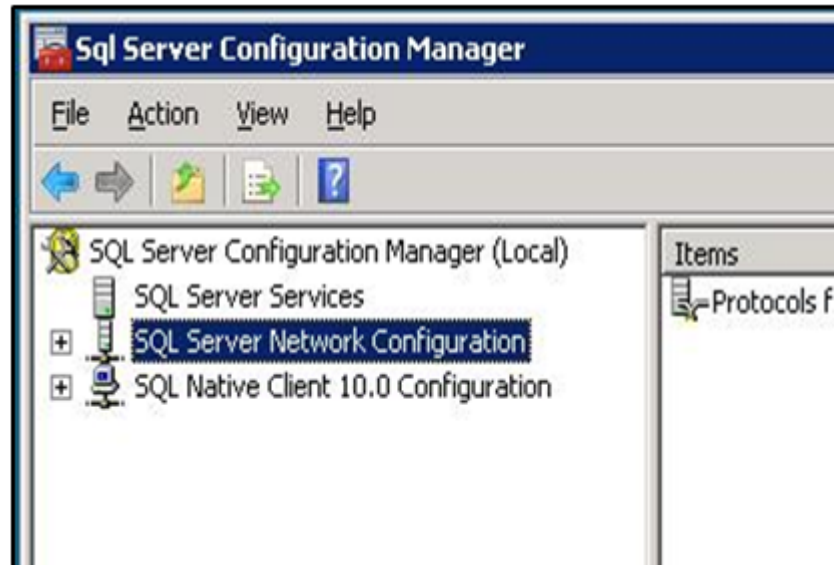 Sql Server Configuration Manager
File Action View Help
SQL Server Configuration Manager (Local)
SQL Server Services
SQL Server Network Configuration
SQL Native Client 10.0 Configuration
Items
Protocols f